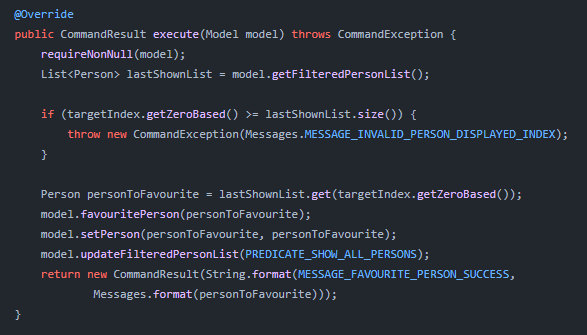 @Override
public CommandResult execute(Model model) throws CommandException {
    requireNonNull(model);
    List<Person> lastShownList = model.getFilteredPersonList();

    if (targetIndex.getZeroBased() >= lastShownList.size()) {
        throw new CommandException(Messages.MESSAGE_INVALID_PERSON_DISPLAYED_INDEX);
    }

    Person personToFavourite = lastShownList.get(targetIndex.getZeroBased());
    model.favouritPerson(personToFavourite);
    model.setPerson(personToFavourite, personToFavourite);
    model.updateFilteredPersonList(PREDICATE_SHOW_ALL_PERSONS);
    return new CommandResult(String.format(MESSAGE_FAVOURITE_PERSON_SUCCESS,
            Messages.format(personToFavourite)));
}